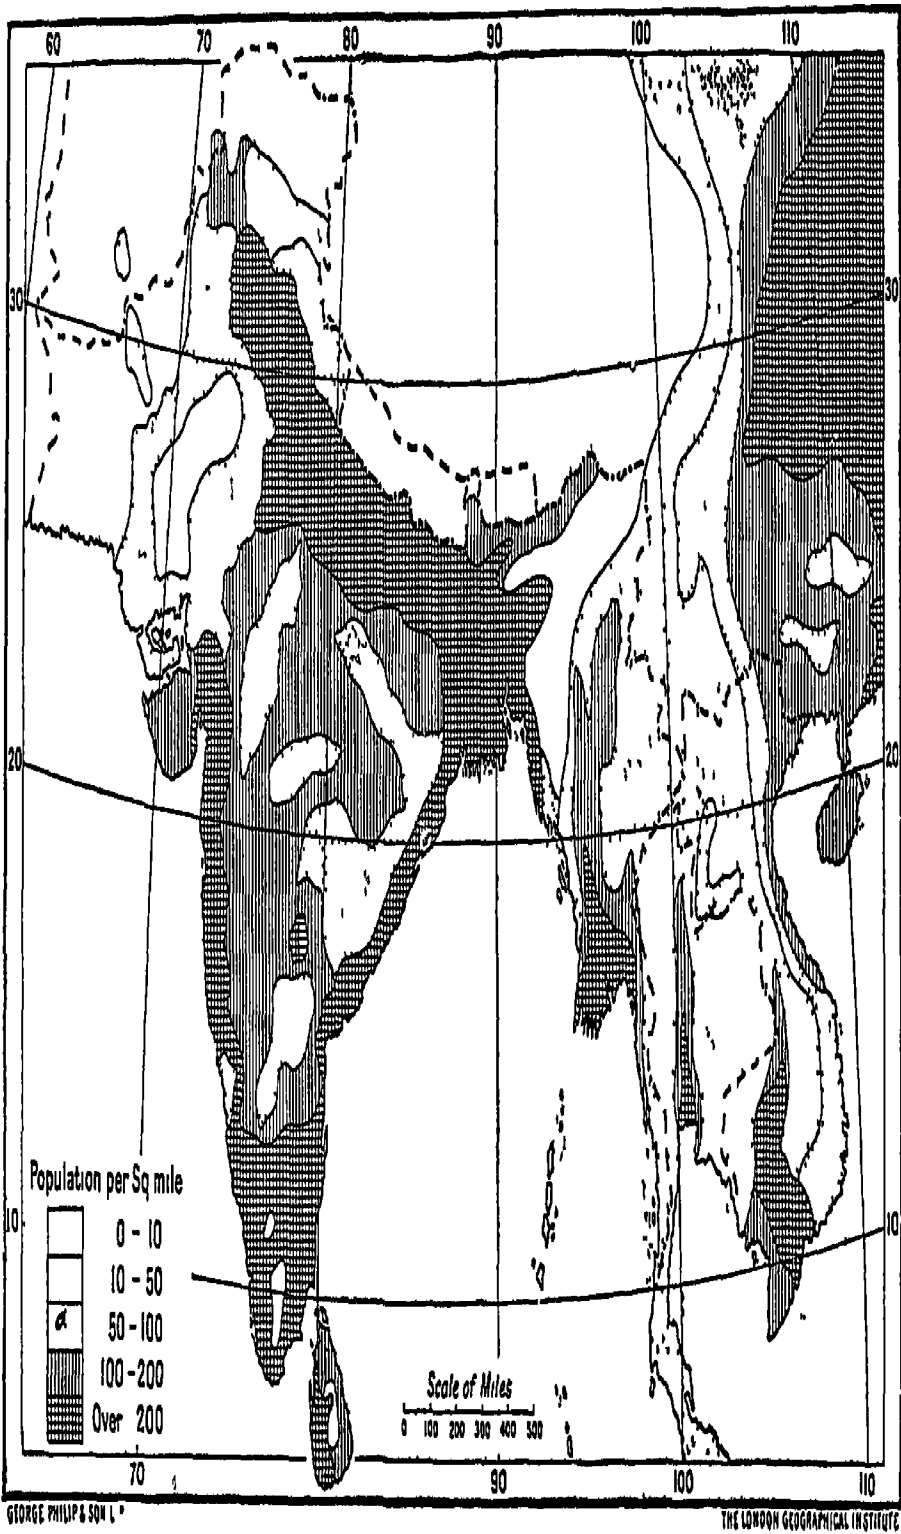 60 70 80 90 100 110
30 30
20 20
10 10
Population per Sq mile
0 - 10
10 - 50
50 - 100
100 - 200
Over 200
Scale of Miles
0 100 200 300 400 500
70 90 100 110
GEORGE PHILIP & SON L D
THE LONDON GEOGRAPHICAL INSTITUTE